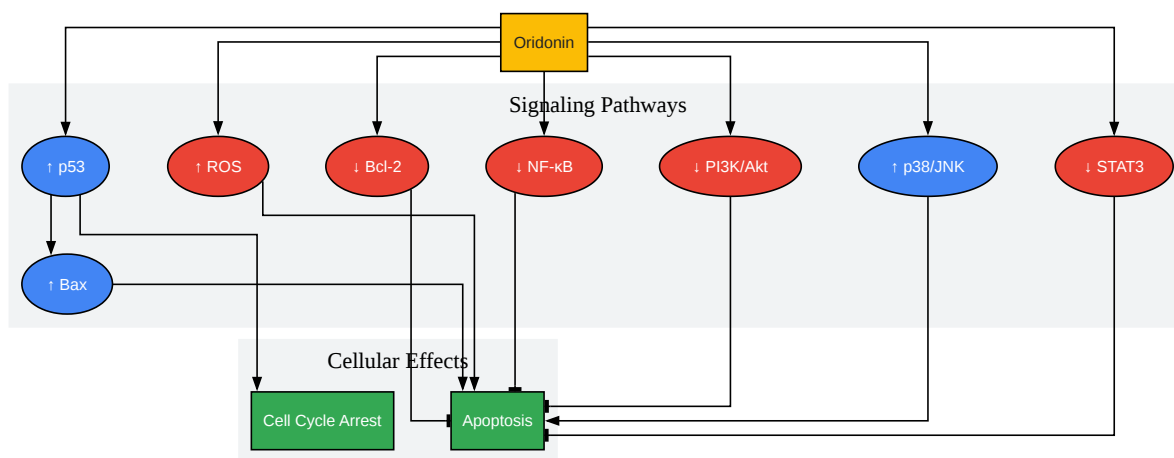 Oridonin
Signaling Pathways
↑ p53
↑ ROS
↓ Bcl-2
↓ NF-κB
↓ PI3K/Akt
↑ p38/JNK
↓ STAT3
↑ Bax
Cellular Effects
Cell Cycle Arrest
Apoptosis